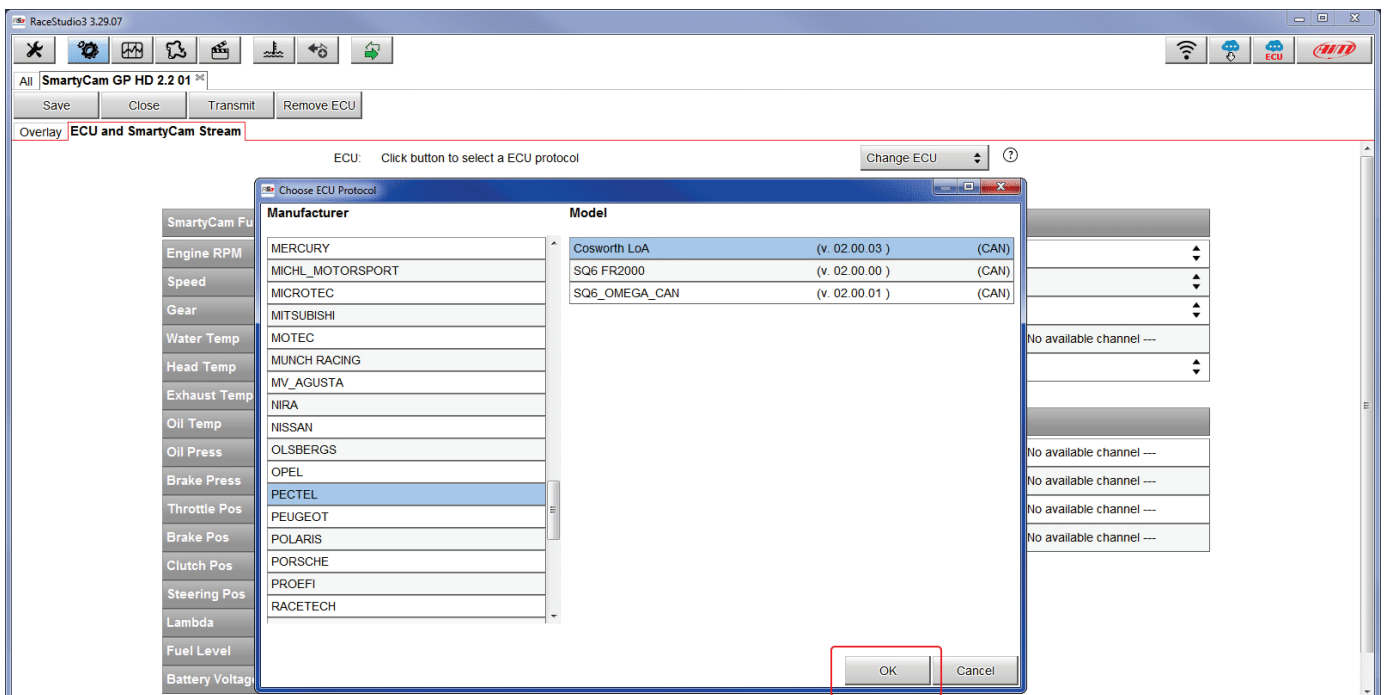 RaceStudio3 3.29.07
ECU
AiM
All SmartyCam GP HD 2.2 01
Save Close Transmit Remove ECU
Overlay ECU and SmartyCam Stream
ECU: Click button to select a ECU protocol Change ECU ?
Choose ECU Protocol
Manufacturer Model
SmartyCam Fu
MERCURY Cosworth LoA (v. 02.00.03 ) (CAN)
Engine RPM
MICHL_MOTORSPORT SQ6 FR2000 (v. 02.00.00 ) (CAN)
Speed
MICROTEC SQ6_OMEGA_CAN (v. 02.00.01 ) (CAN)
Gear
MITSUBISHI
Water Temp MOTEC No available channel ---
MUNCH RACING
Head Temp
MV_AGUSTA
Exhaust Temp
NIRA
Oil Temp NISSAN
Oil Press OLSBERGS No available channel ---
OPEL
Brake Press No available channel ---
PECTEL
Throttle Pos PEUGEOT No available channel ---
Brake Pos POLARIS No available channel ---
Clutch Pos PORSCHE
PROEFI
Steering Pos
RACETECH
Lambda
Fuel Level
OK Cancel
Battery Voltag